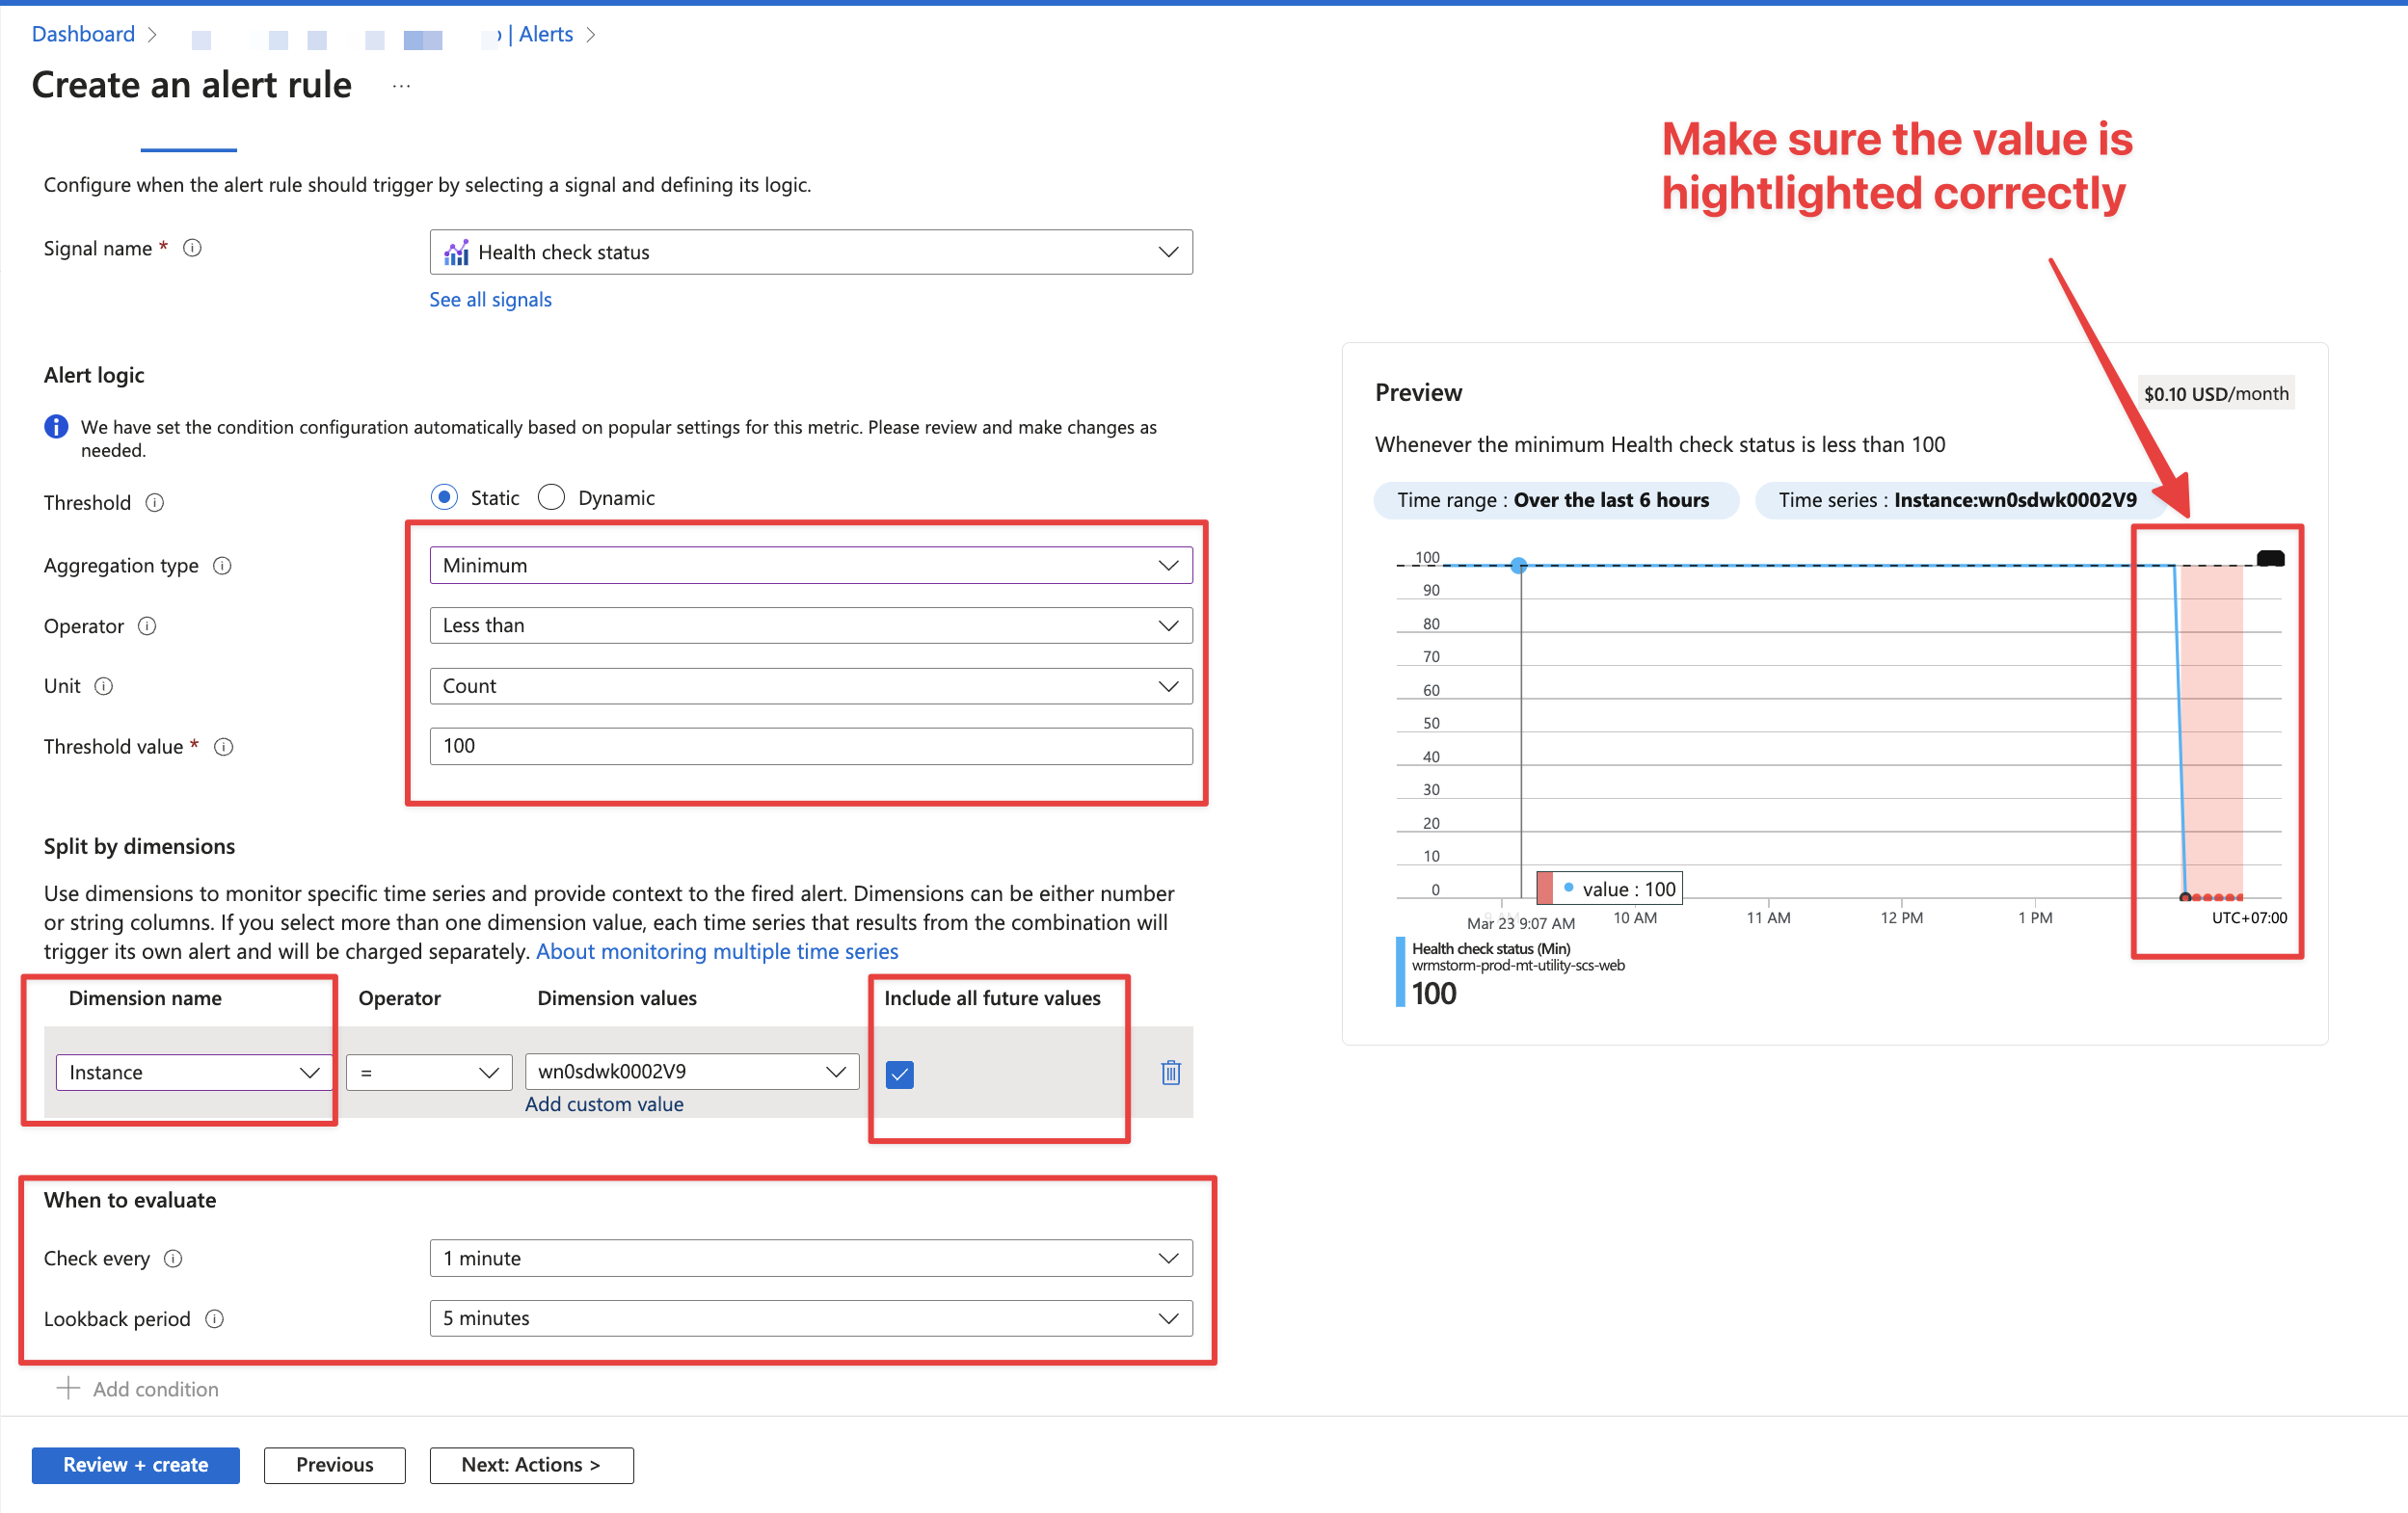 Dashboard > | Alerts >
Create an alert rule ...
Make sure the value is
hightlighted correctly
Configure when the alert rule should trigger by selecting a signal and defining its logic.
Signal name *
Health check status
See all signals
Alert logic
We have set the condition configuration automatically based on popular settings for this metric. Please review and make changes as
needed.
Threshold
Static
Dynamic
Aggregation type
Minimum
Operator
Less than
Unit
Count
Threshold value *
100
Preview
$0.10 USD/month
Whenever the minimum Health check status is less than 100
Time range : Over the last 6 hours
Time series : Instance:wn0sdwk0002V9
100
90
80
70
60
50
40
30
20
10
0
value : 100
Mar 23 9:07 AM
10 AM
11 AM
12 PM
1 PM
UTC+07:00
Health check status (Min)
wrmstorm-prod-mt-utility-scs-web
100
Split by dimensions
Use dimensions to monitor specific time series and provide context to the fired alert. Dimensions can be either number
or string columns. If you select more than one dimension value, each time series that results from the combination will
trigger its own alert and will be charged separately. About monitoring multiple time series
Dimension name
Operator
Dimension values
Include all future values
Instance
=
wn0sdwk0002V9
Add custom value
When to evaluate
Check every
1 minute
Lookback period
5 minutes
+ Add condition
Review + create
Previous
Next: Actions >